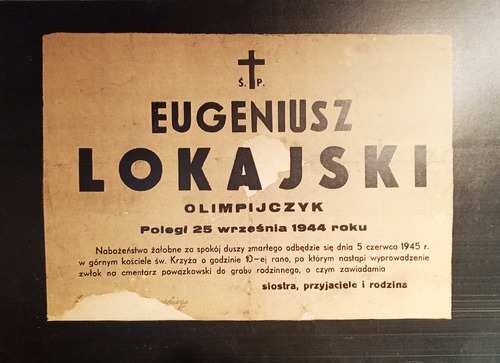 Ś. P.
EUGENIUSZ
LOKAJSKI
OLIMPIJCZYK
Poległ 25 września 1944 roku
Nabożeństwo żałobne za spokój duszy zmarłego odbędzie się dnia 5 czerwca 1945 r.
w górnym kościele św. Krzyża o godzinie 10-ej rano, po którym nastąpi wyprowadzenie
zwłok na cmentarz powązkowski do grobu rodzinnego, o czym zawiadamia
siostra, przyjaciele i rodzina